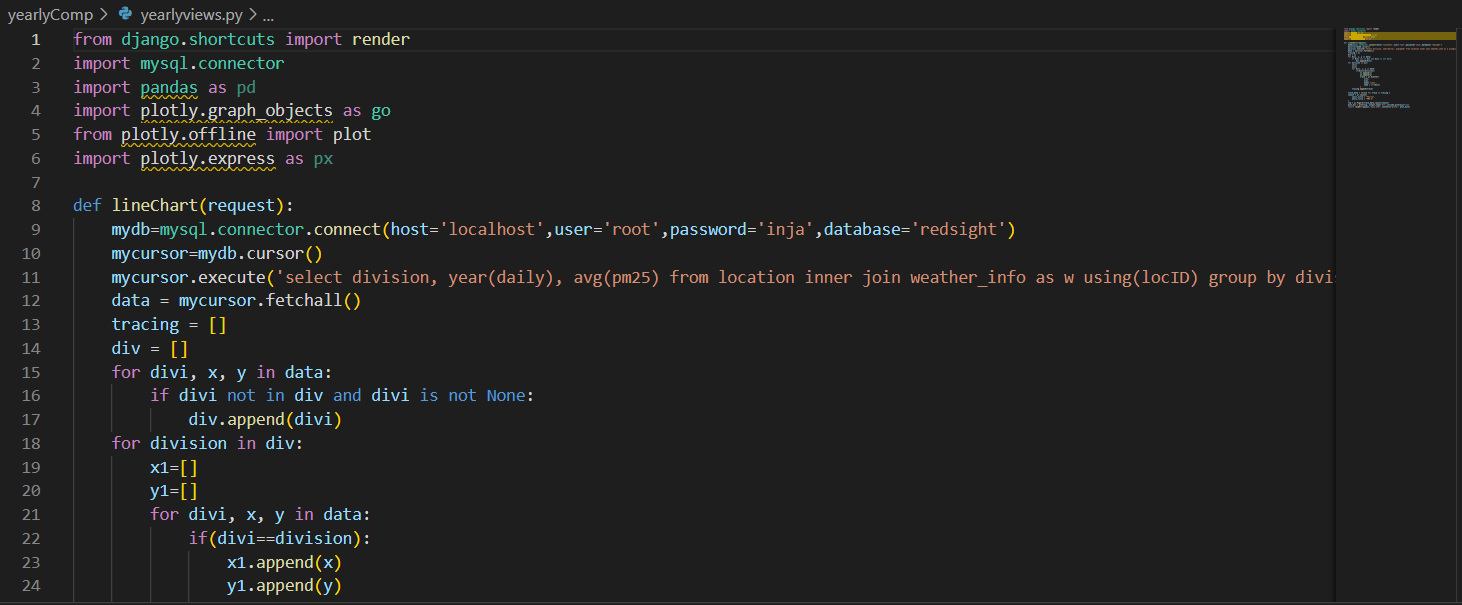 yearlyComp > yearlyviews.py > ...
1 from django.shortcuts import render
2 import mysql.connector
3 import pandas as pd
4 import plotly.graph_objects as go
5 from plotly.offline import plot
6 import plotly.express as px
7
8 def lineChart(request):
9     mydb=mysql.connector.connect(host='localhost',user='root',password='inja',database='redsight')
10     mycursor=mydb.cursor()
11     mycursor.execute('select division, year(daily), avg(pm25) from location inner join weather_info as w using(locID) group by divi
12     data = mycursor.fetchall()
13     tracing = []
14     div = []
15     for divi, x, y in data:
16         if divi not in div and divi is not None:
17             div.append(divi)
18     for division in div:
19         x1=[]
20         y1=[]
21         for divi, x, y in data:
22             if(divi==division):
23                 x1.append(x)
24                 y1.append(y)